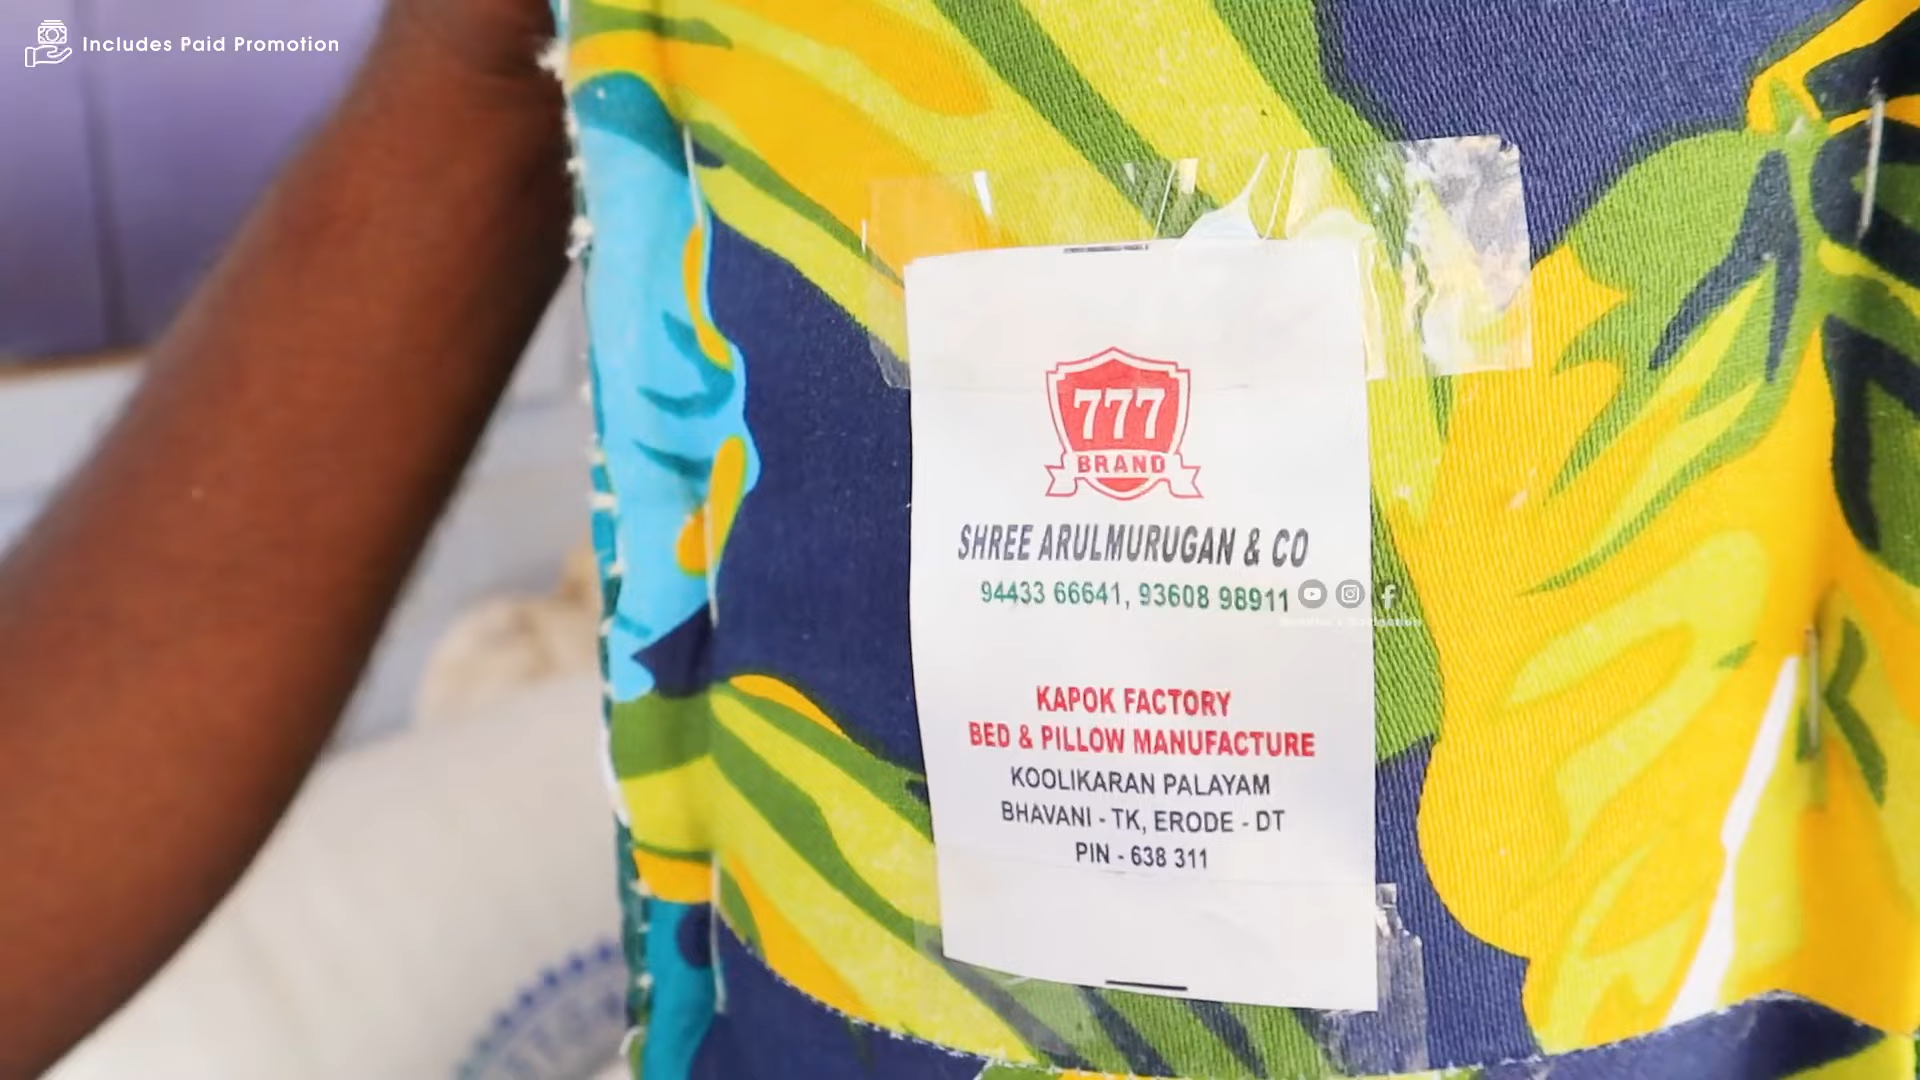 Includes Paid Promotion
777
BRAND
SHREE ARULMURUGAN & CO
94433 66641, 93608 98911
KAPOK FACTORY
BED & PILLOW MANUFACTURE
KOOLIKARAN PALAYAM
BHAVANI - TK, ERODE - DT
PIN - 638 311